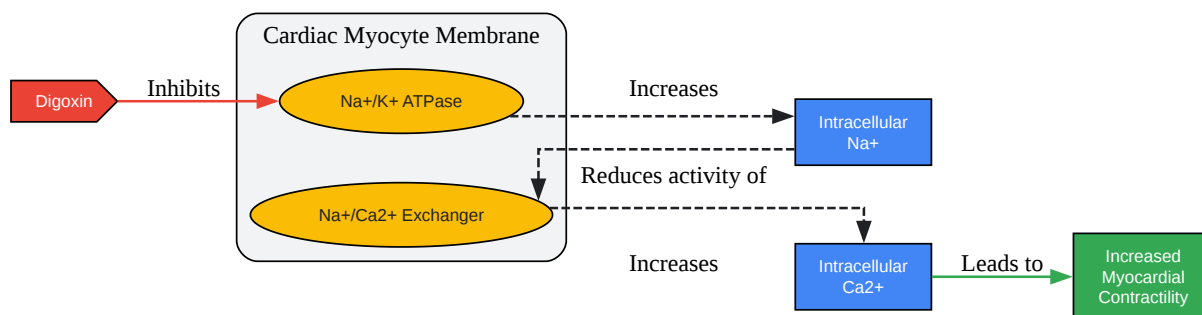 Cardiac Myocyte Membrane
Digoxin
Inhibits
Na+/K+ ATPase
Increases
Intracellular
Na+
Reduces activity of
Na+/Ca2+ Exchanger
Increases
Intracellular
Ca2+
Leads to
Increased
Myocardial
Contractility